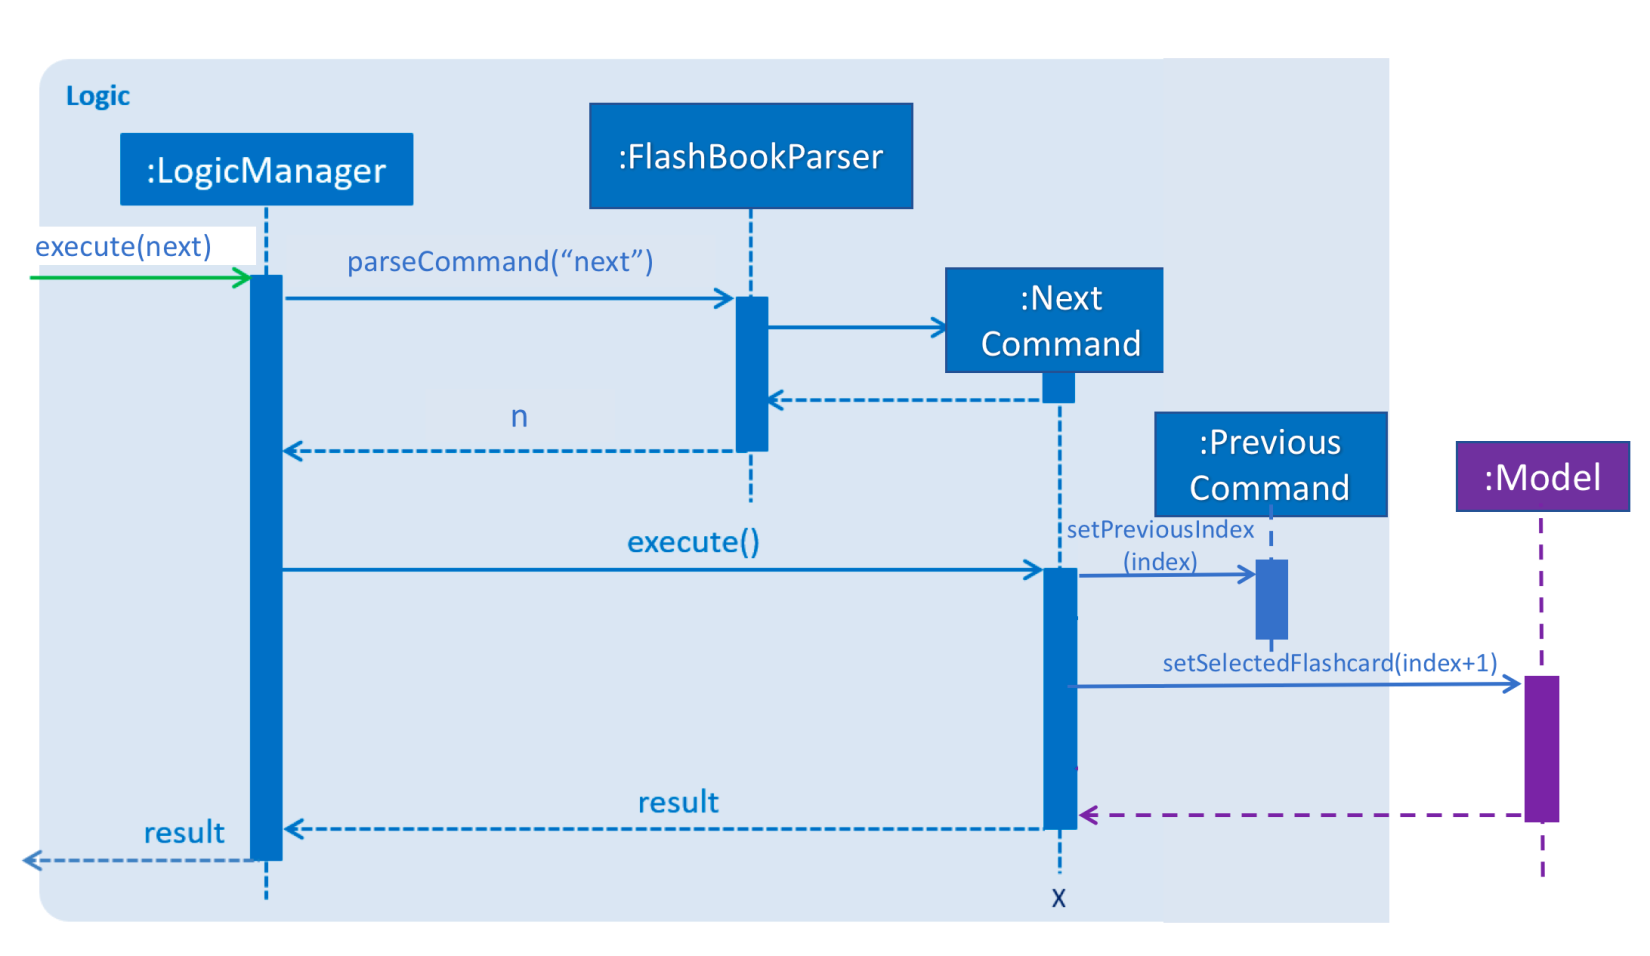 Logic
:LogicManager
:FlashBookParser
execute(next)
parseCommand(“next”)
:Next
Command
n
:Previous
Command
:Model
execute()
setPreviousIndex
(index)
setSelectedFlashcard(index+1)
result
result
X